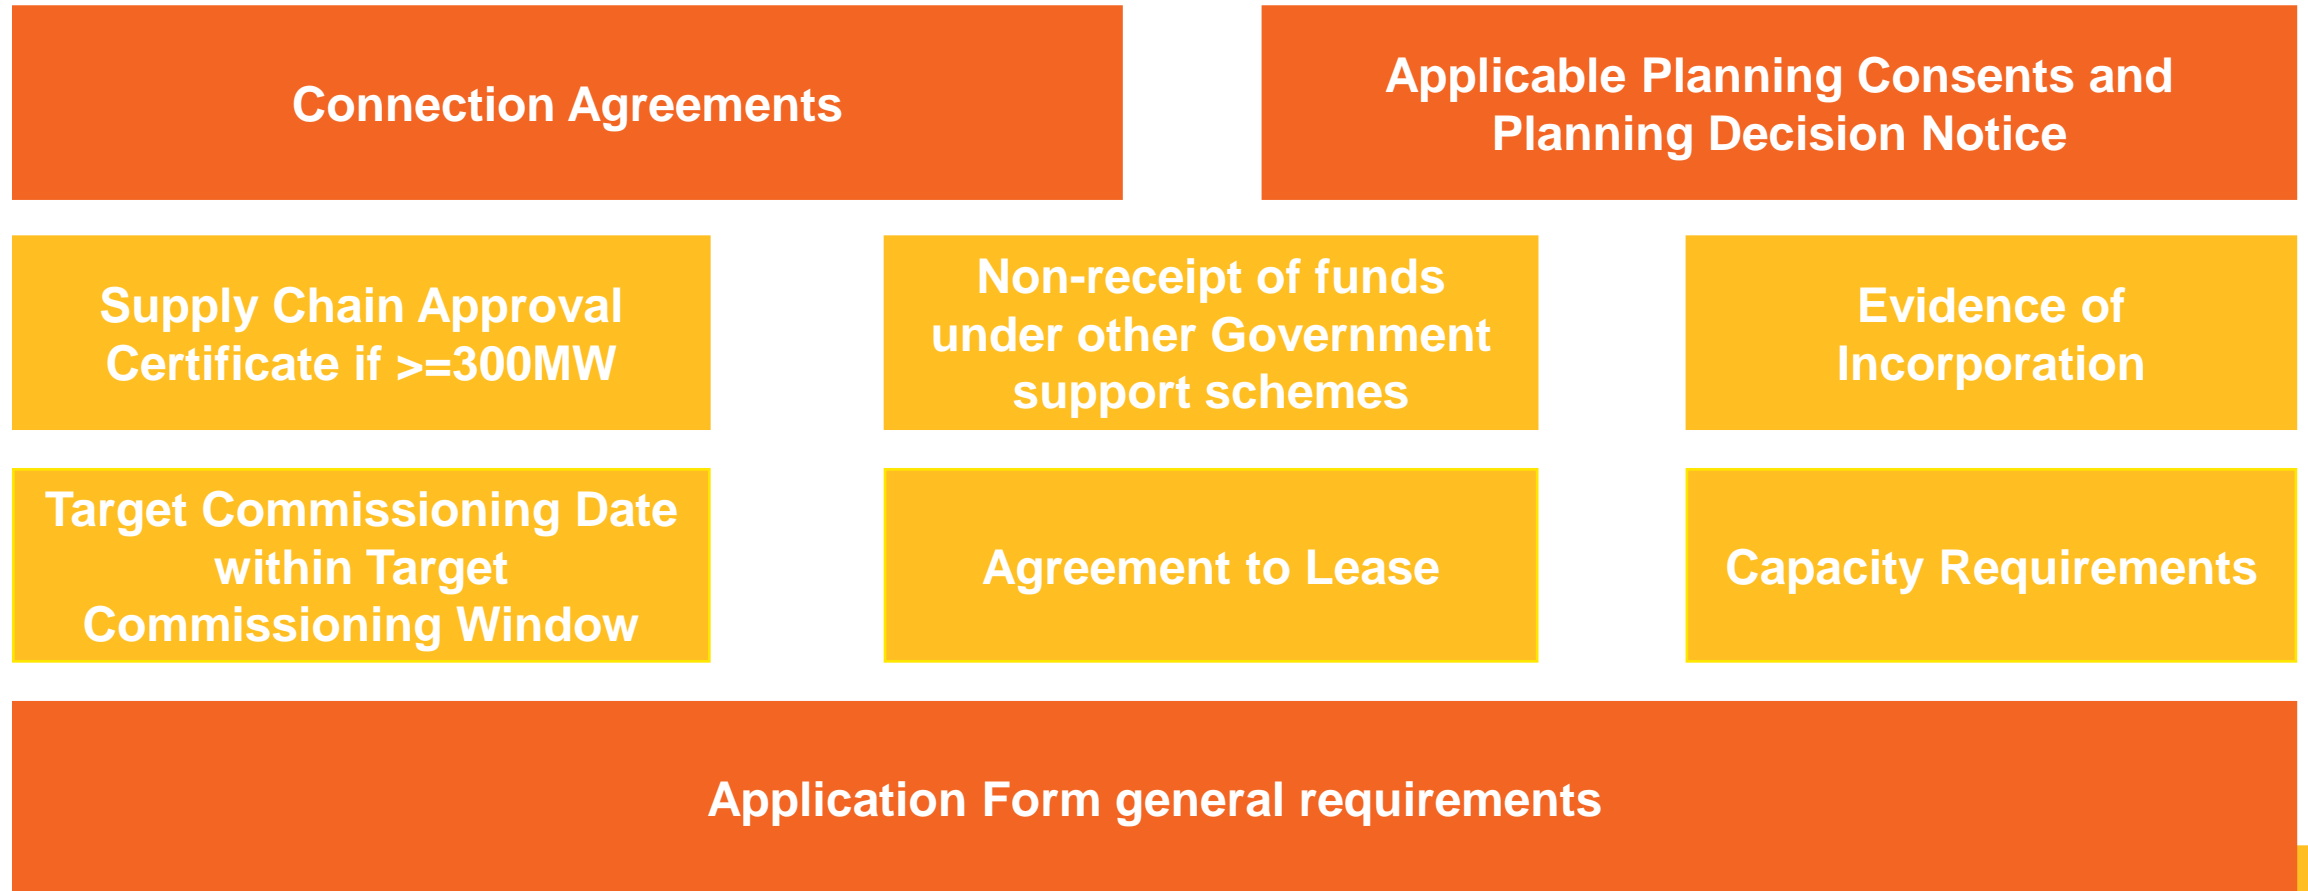 Connection Agreements
Applicable Planning Consents and
Planning Decision Notice
Supply Chain Approval
Certificate if >=300MW
Non-receipt of funds
under other Government
support schemes
Evidence of
Incorporation
Target Commissioning Date
within Target
Commissioning Window
Agreement to Lease
Capacity Requirements
Application Form general requirements